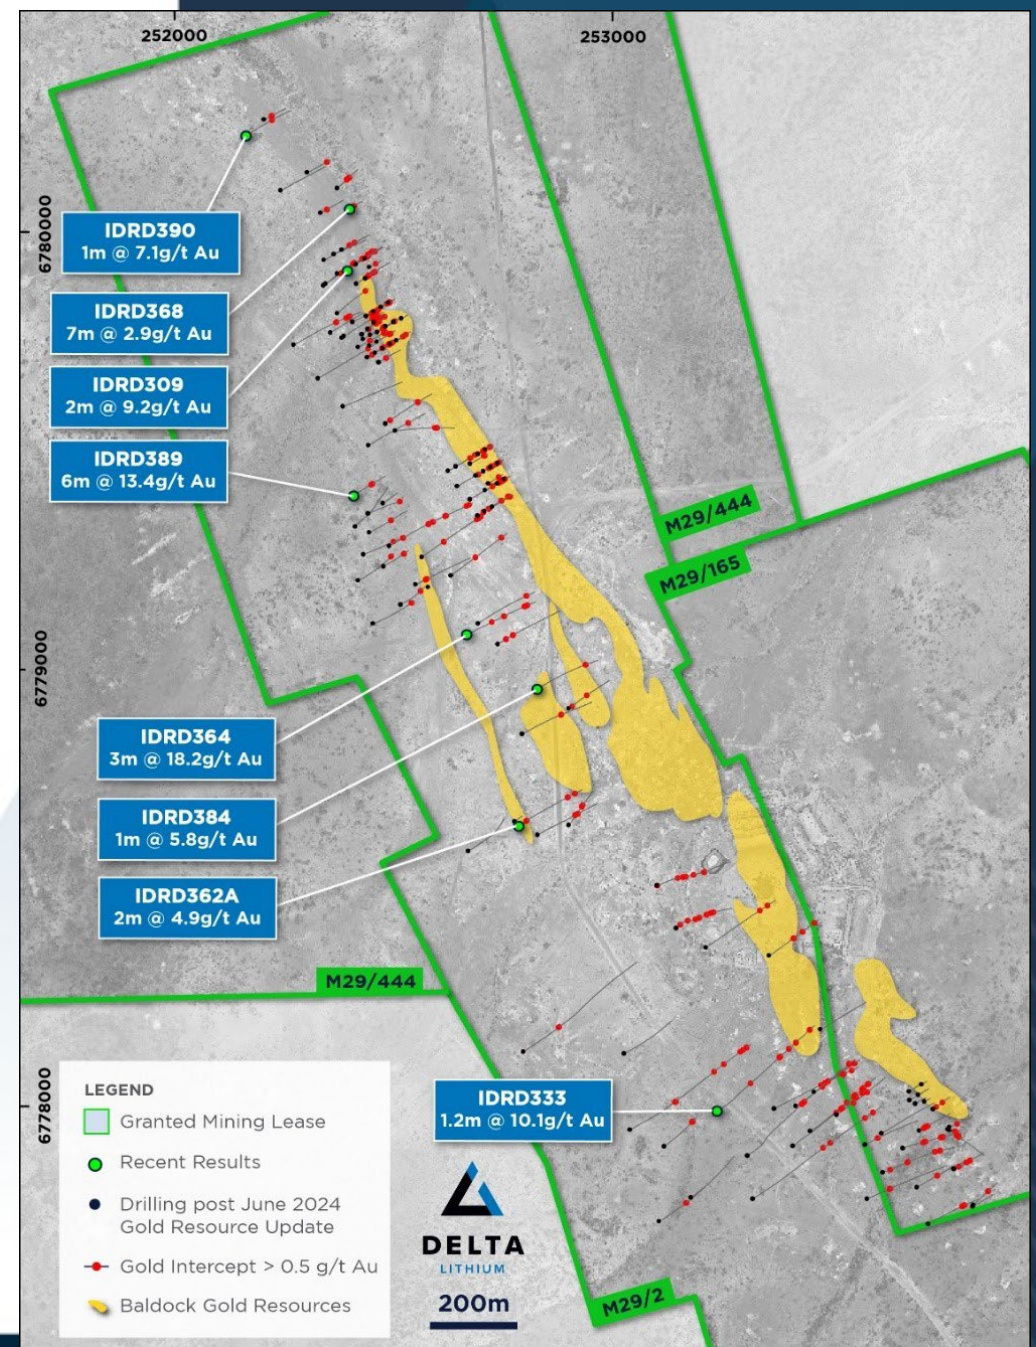 252000
253000
6780000
6779000
6778000
IDRD390
1m @ 7.1g/t Au
IDRD368
7m @ 2.9g/t Au
IDRD309
2m @ 9.2g/t Au
IDRD389
6m @ 13.4g/t Au
M29/444
M29/165
IDRD364
3m @ 18.2g/t Au
IDRD384
1m @ 5.8g/t Au
IDRD362A
2m @ 4.9g/t Au
M29/444
IDRD333
1.2m @ 10.1g/t Au
LEGEND
Granted Mining Lease
Recent Results
Drilling post June 2024
Gold Resource Update
Gold Intercept > 0.5 g/t Au
Baldock Gold Resources
DELTA
LITHIUM
200m
M29/2